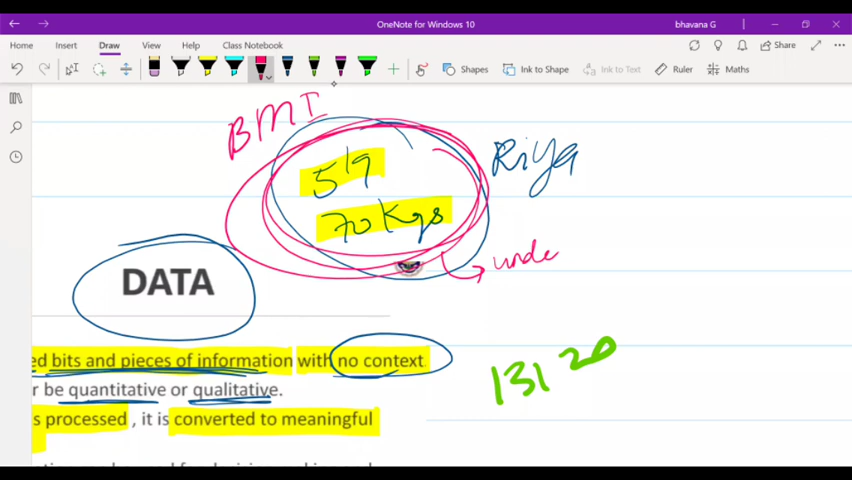 OneNote for Windows 10
bhavana G
Home Insert Draw View Help Class Notebook
Share
Shapes Ink to Shape Ink to Text Ruler Maths
BMI
5'9
70 Kgs
Riya
unde
DATA
13120
ed bits and pieces of information with no context
r be quantitative or qualitative.
s processed , it is converted to meaningful